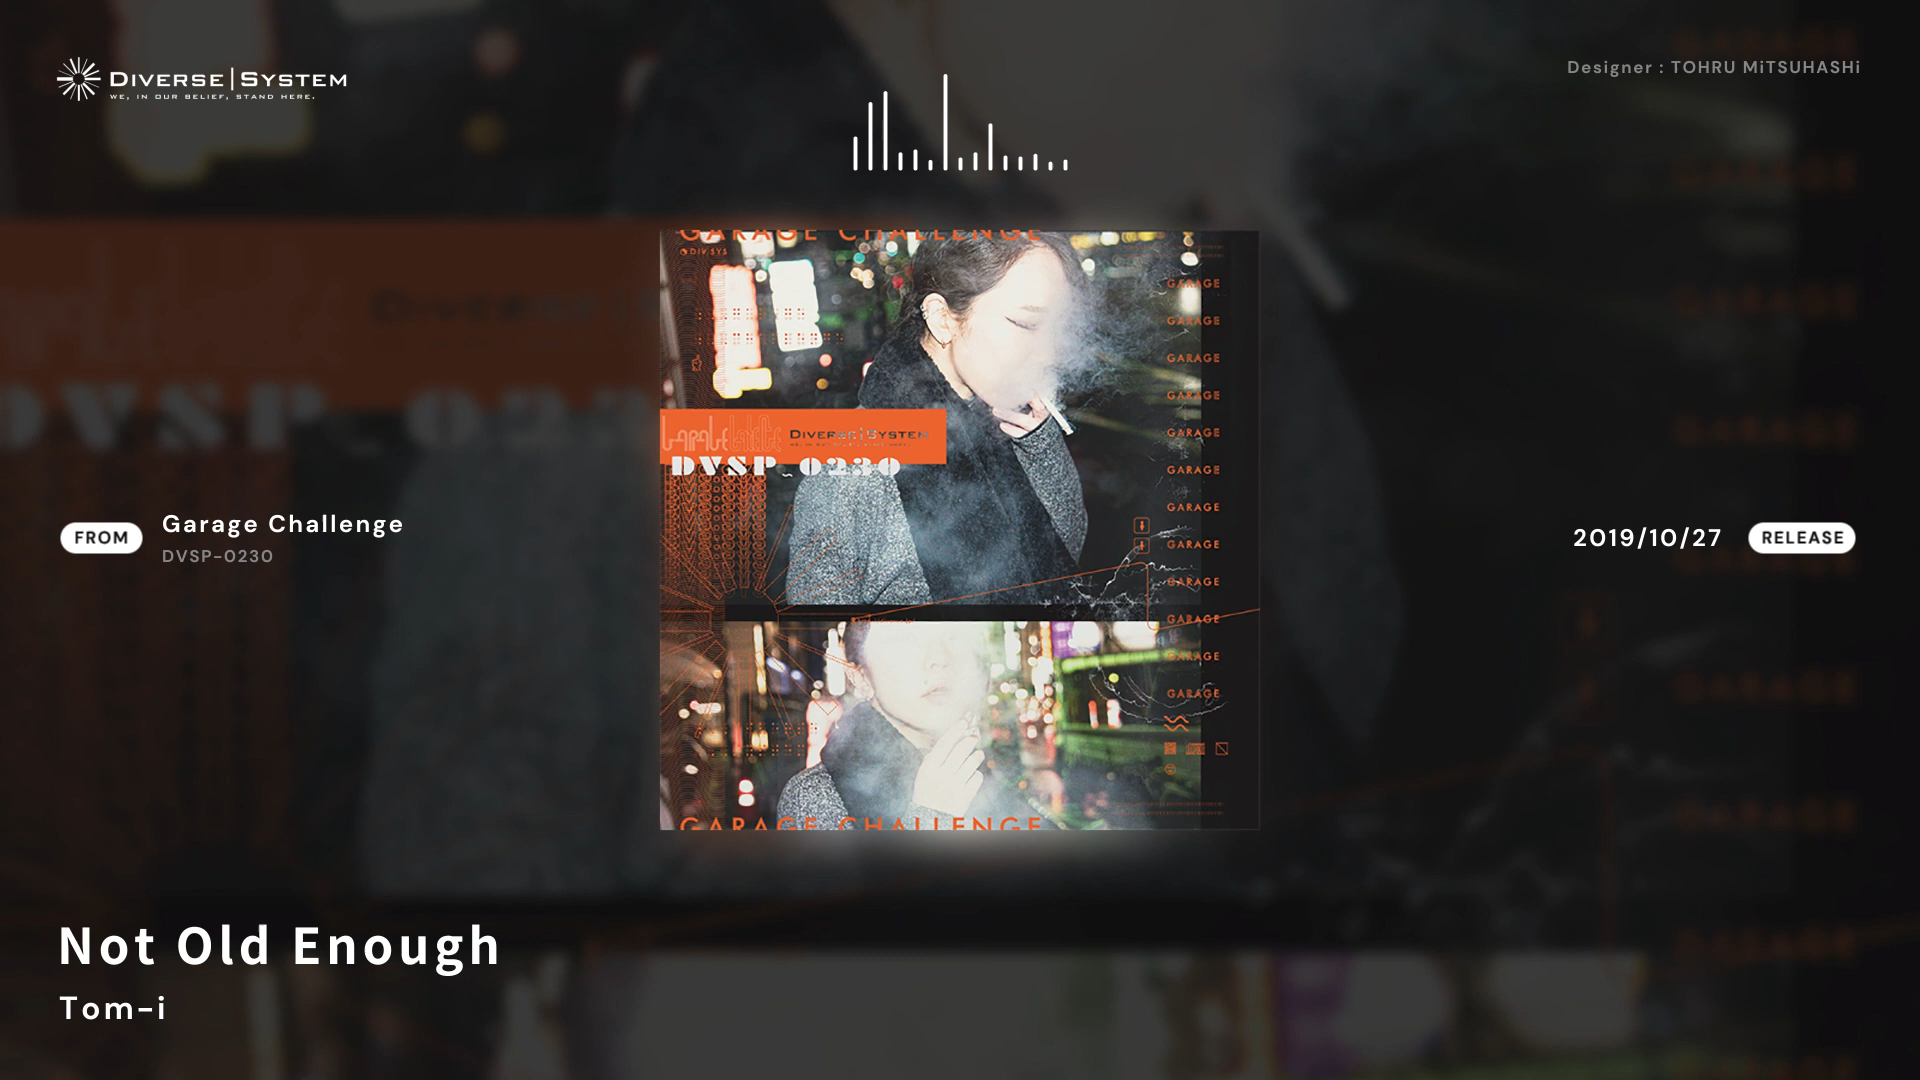 DIVERSE|SYSTEM
WE, IN OUR BELIEF, STAND HERE.
Designer : TOHRU MiTSUHASHi
GARAGE CHALLENGE
DIV:SYS
GARAGE
GARAGE
GARAGE
GARAGE
GARAGE
GARAGE
GARAGE
GARAGE
GARAGE
GARAGE
GARAGE
GARAGE
DIVERSE|SYSTEM
DVSP_0230
FROM
Garage Challenge
DVSP-0230
2019/10/27
RELEASE
GARAGE CHALLENGE
Not Old Enough
Tom-i